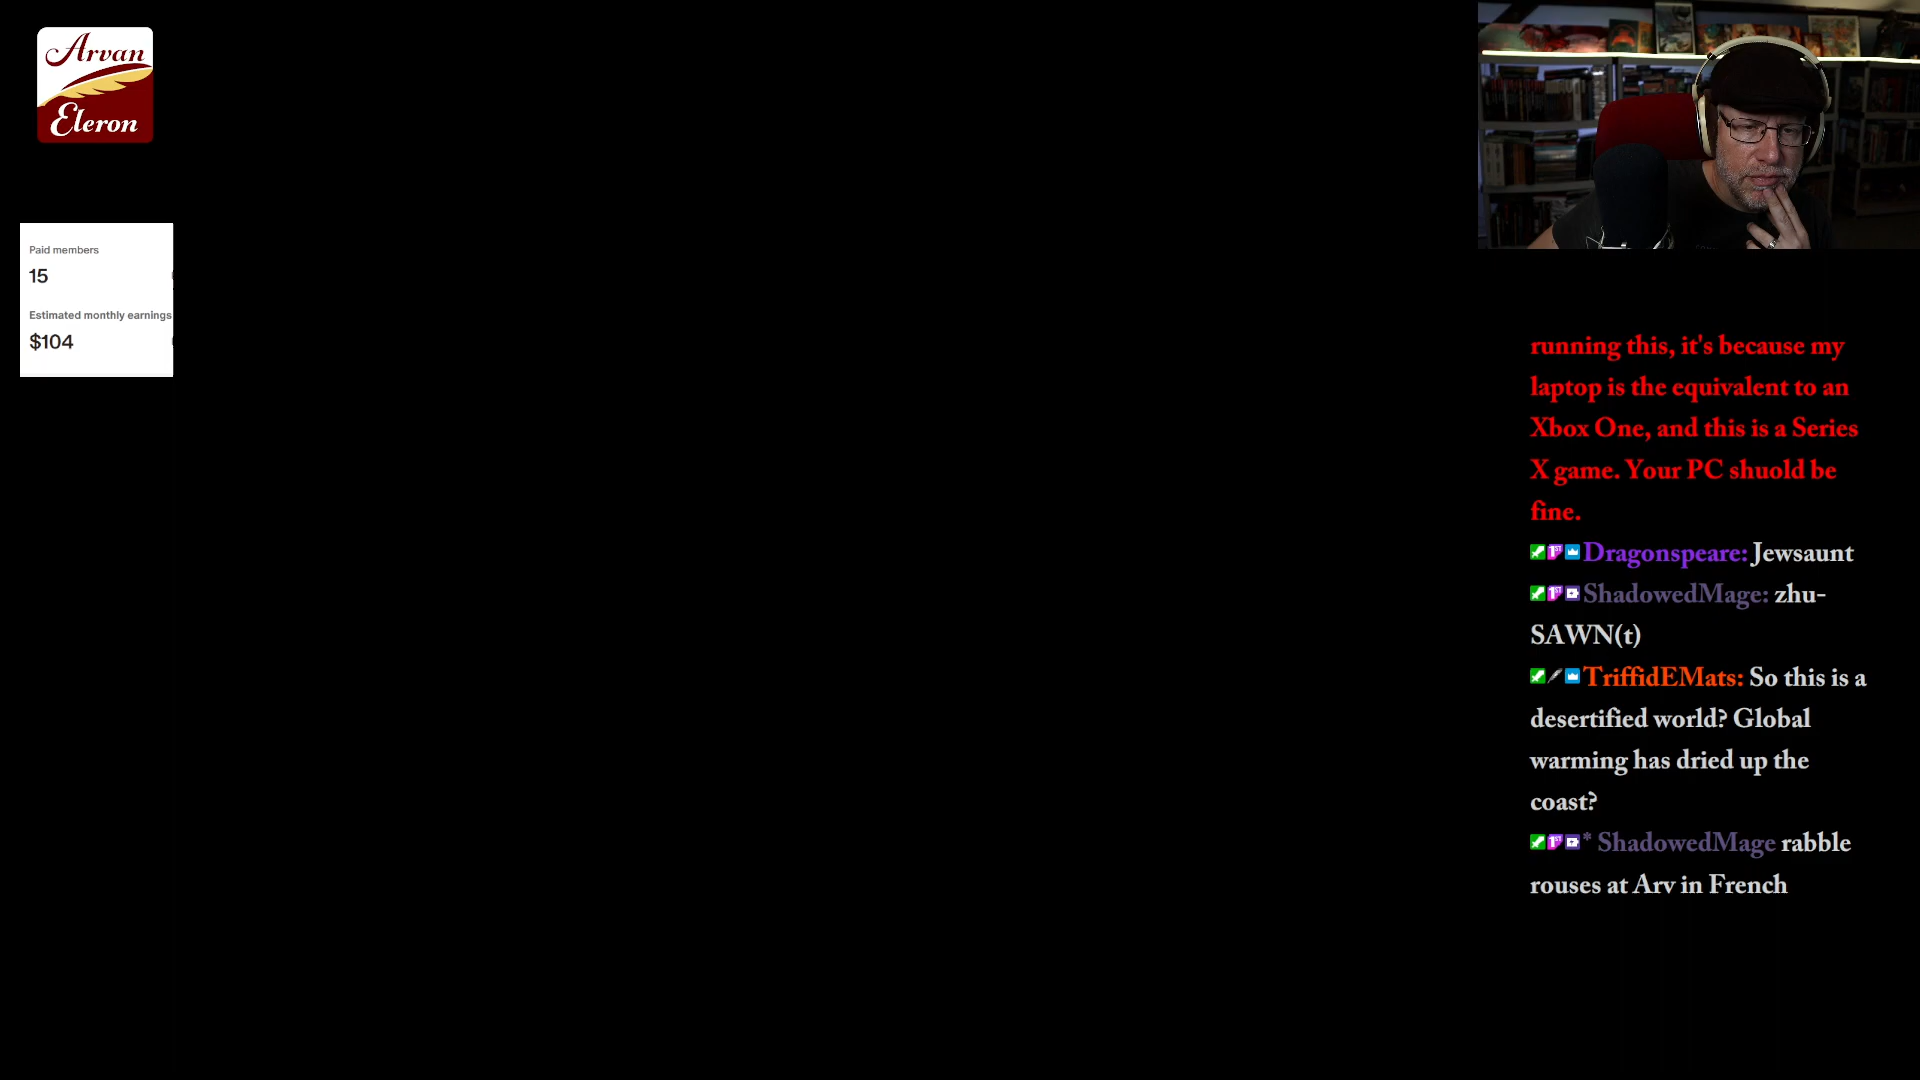 Arvan
Eleron
Paid members
15
Estimated monthly earnings
$104
running this, it's because my
laptop is the equivalent to an
Xbox One, and this is a Series
X game. Your PC shuold be
fine.
Dragonspeare: Jewsaunt
ShadowedMage: zhu-
SAWN(t)
TriffidEMats: So this is a
desertified world? Global
warming has dried up the
coast?
* ShadowedMage rabble
rouses at Arv in French